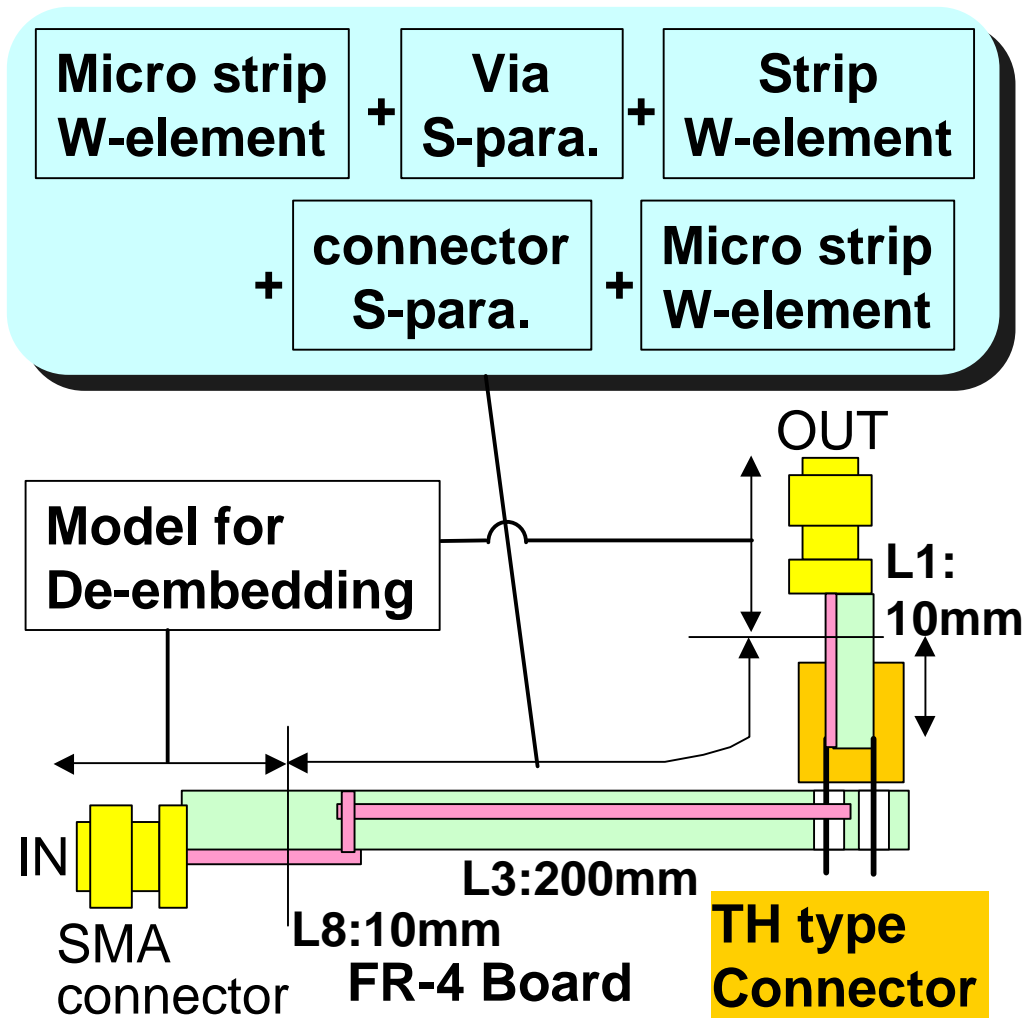 Micro strip
W-element
+
Via
S-para.
+
Strip
W-element
+
connector
S-para.
+
Micro strip
W-element
OUT
Model for
De-embedding
L1:
10mm
IN
L3:200mm
L8:10mm
SMA
connector
FR-4 Board
TH type
Connector